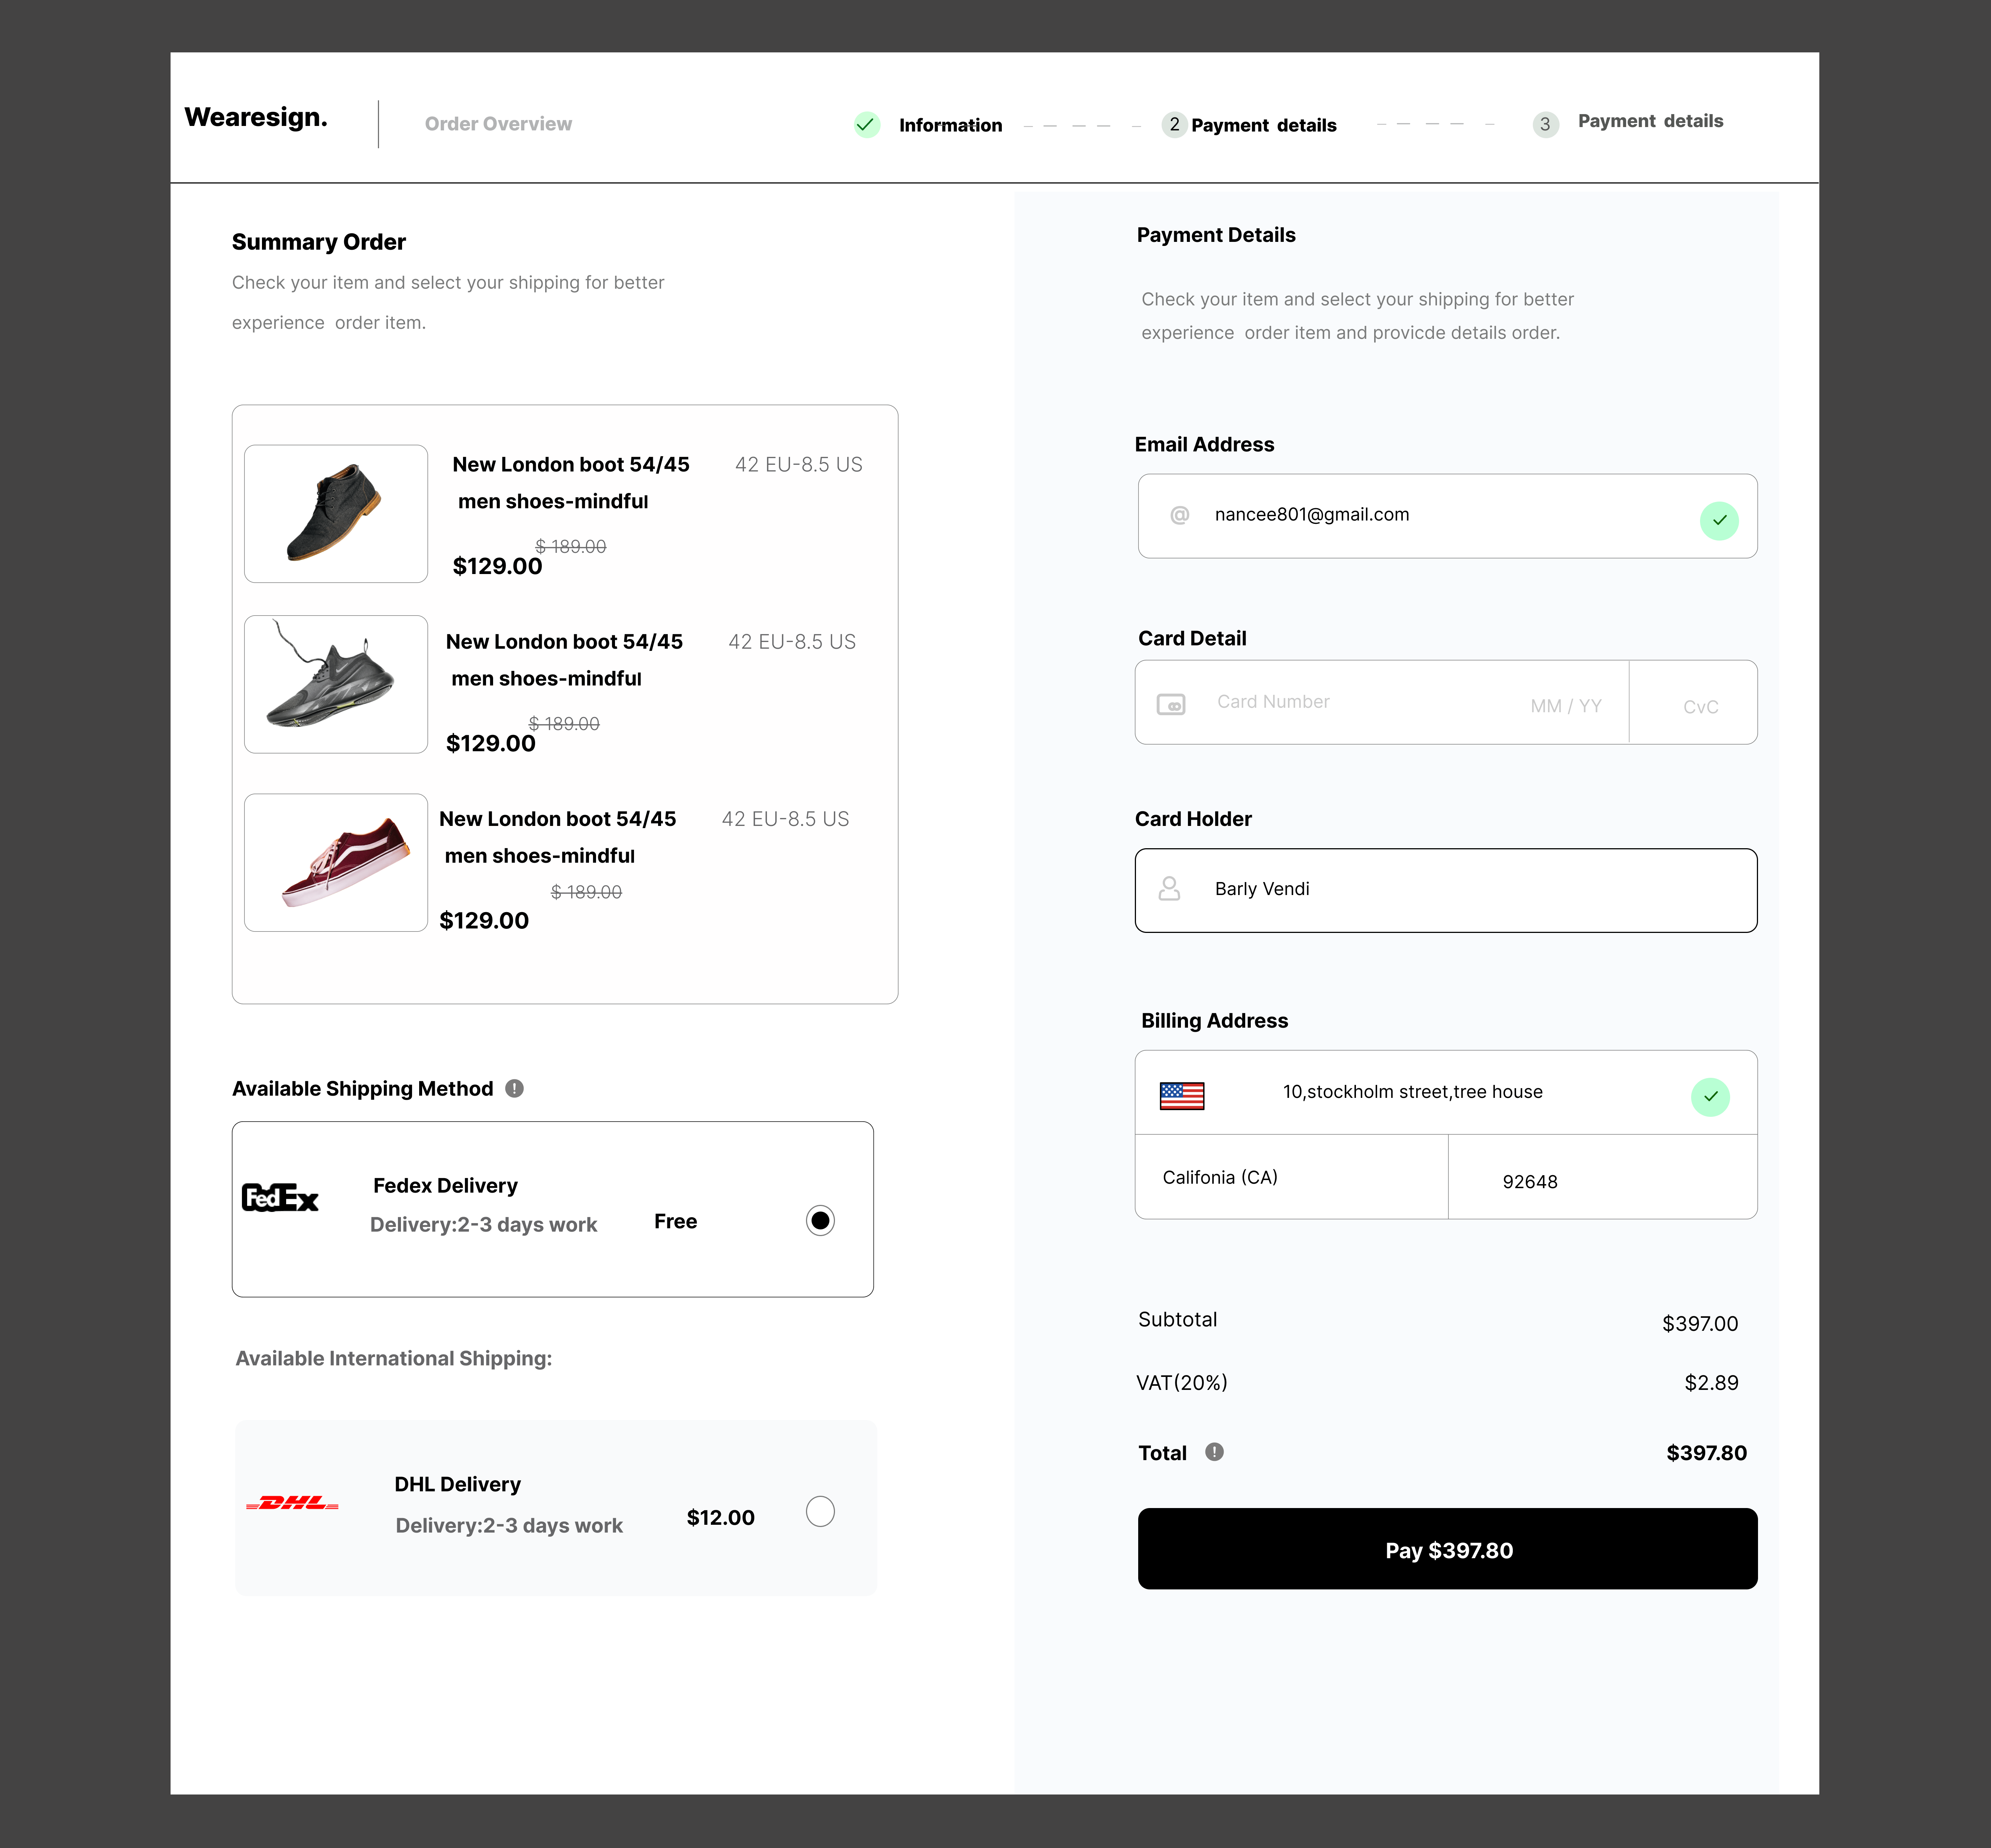 Wearesign.
Order Overview
Information
2 Payment details
3 Payment details
Summary Order
Check your item and select your shipping for better
experience order item.
New London boot 54/45 42 EU-8.5 US
men shoes-mindful
$ 189.00
$129.00
New London boot 54/45 42 EU-8.5 US
men shoes-mindful
$ 189.00
$129.00
New London boot 54/45 42 EU-8.5 US
men shoes-mindful
$ 189.00
$129.00
Available Shipping Method !
FedEx
Fedex Delivery
Delivery:2-3 days work
Free
Available International Shipping:
DHL
DHL Delivery
Delivery:2-3 days work
$12.00
Payment Details
Check your item and select your shipping for better
experience order item and provicde details order.
Email Address
@ nancee801@gmail.com
Card Detail
Card Number MM / YY CvC
Card Holder
Barly Vendi
Billing Address
10,stockholm street,tree house
Califonia (CA) 92648
Subtotal $397.00
VAT(20%) $2.89
Total ! $397.80
Pay $397.80